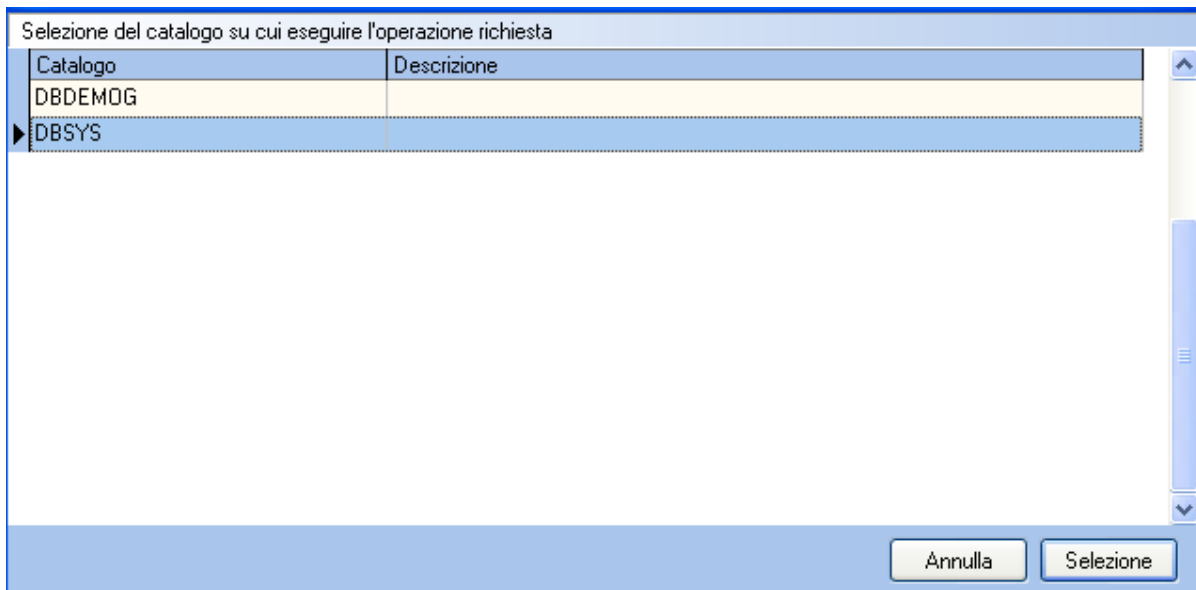 Selezione del catalogo su cui eseguire l'operazione richiesta
Catalogo Descrizione
DBDEMOG
DBSYS
Annulla Selezione